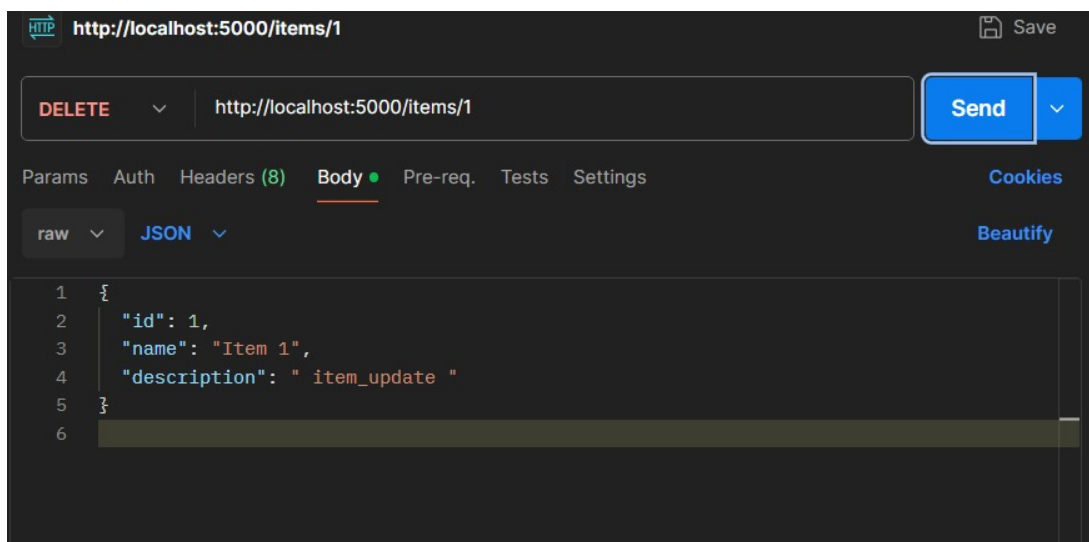 HTTP http://localhost:5000/items/1 Save
DELETE http://localhost:5000/items/1 Send
Params Auth Headers (8) Body Pre-req. Tests Settings Cookies
raw JSON Beautify
1 {
2 "id": 1,
3 "name": "Item 1",
4 "description": " item_update "
5 }
6